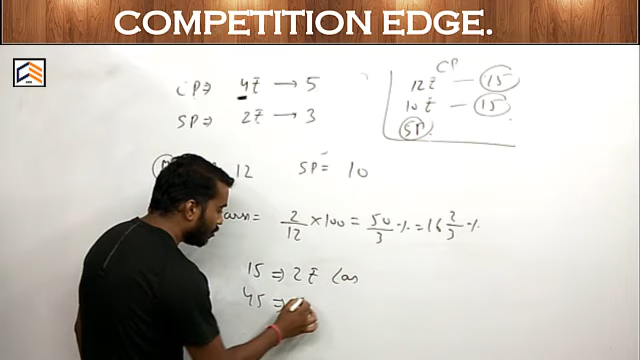 COMPETITION EDGE.
CP
CP ⇒ 4₹ → 5
12₹ — 15
10₹ — 15
SP ⇒ 2₹ → 3
SP
12 SP = 10
= 2/12 × 100 = 50/3 % = 16 2/3 %
15 ⇒ 2₹ Los
45 ⇒